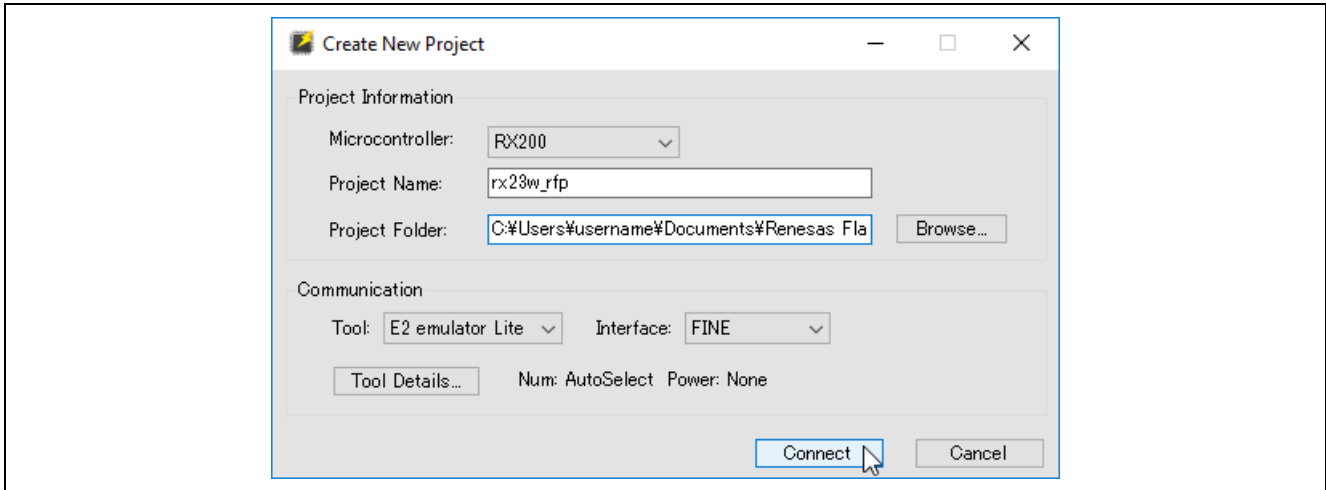 Create New Project
Project Information
Microcontroller: RX200
Project Name: rx23w_rfp
Project Folder: C:¥Users¥username¥Documents¥Renesas Fla Browse...
Communication
Tool: E2 emulator Lite Interface: FINE
Tool Details... Num: AutoSelect Power: None
Connect Cancel